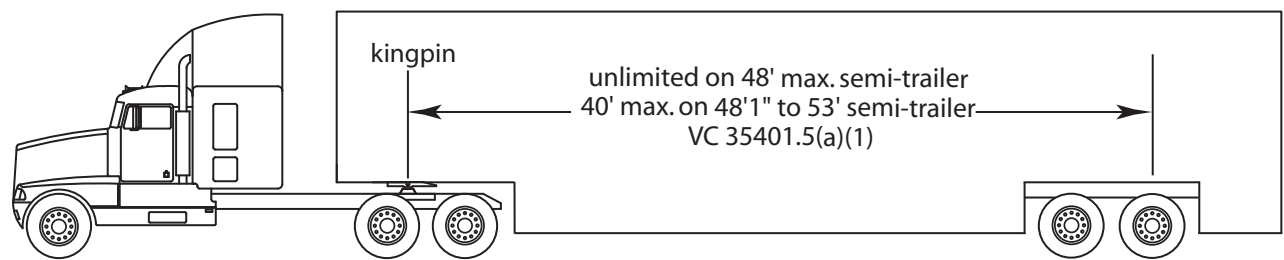 kingpin
unlimited on 48' max. semi-trailer
40' max. on 48'1" to 53' semi-trailer
VC 35401.5(a)(1)